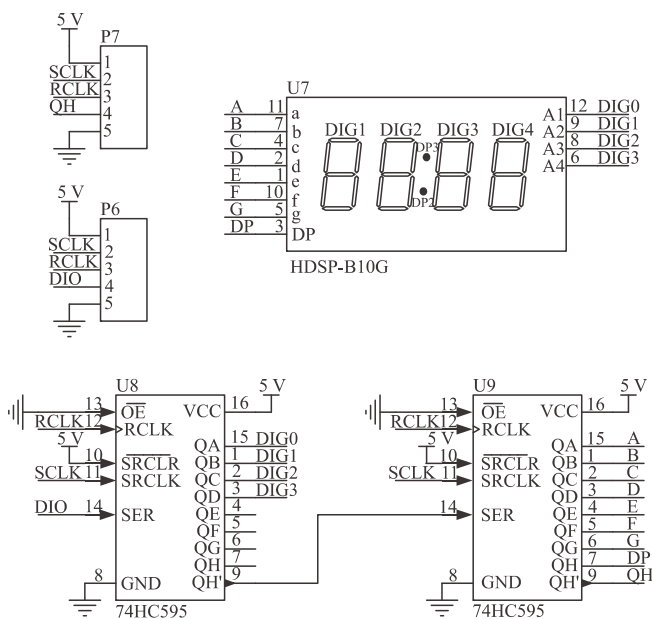 5 V
P7
1
SCLK 2
RCLK 3
QH 4
5
5 V
P6
1
SCLK 2
RCLK 3
DIO 4
5
U7
A 11 a
B 7 b
C 4 c
D 2 d
E 1 e
F 10 f
G 5 g
DP 3 DP
DIG1 DIG2 DIG3 DIG4
DP3
DP2
A1 12 DIG0
A2 9 DIG1
A3 8 DIG2
A4 6 DIG3
HDSP-B10G
U8
5 V
13 OE VCC 16
RCLK 12 RCLK
5 V QA 15 DIG0
10 SRCLR QB 1 DIG1
SCLK 11 SRCLK QC 2 DIG2
QD 3 DIG3
DIO 14 SER QE 4
QF 5
QG 6
QH 7
8 GND QH' 9
74HC595
U9
5 V
13 OE VCC 16
RCLK 12 RCLK
5 V QA 15 A
10 SRCLR QB 1 B
SCLK 11 SRCLK QC 2 C
QD 3 D
14 SER QE 4 E
QF 5 F
QG 6 G
QH 7 DP
8 GND QH' 9 QH
74HC595